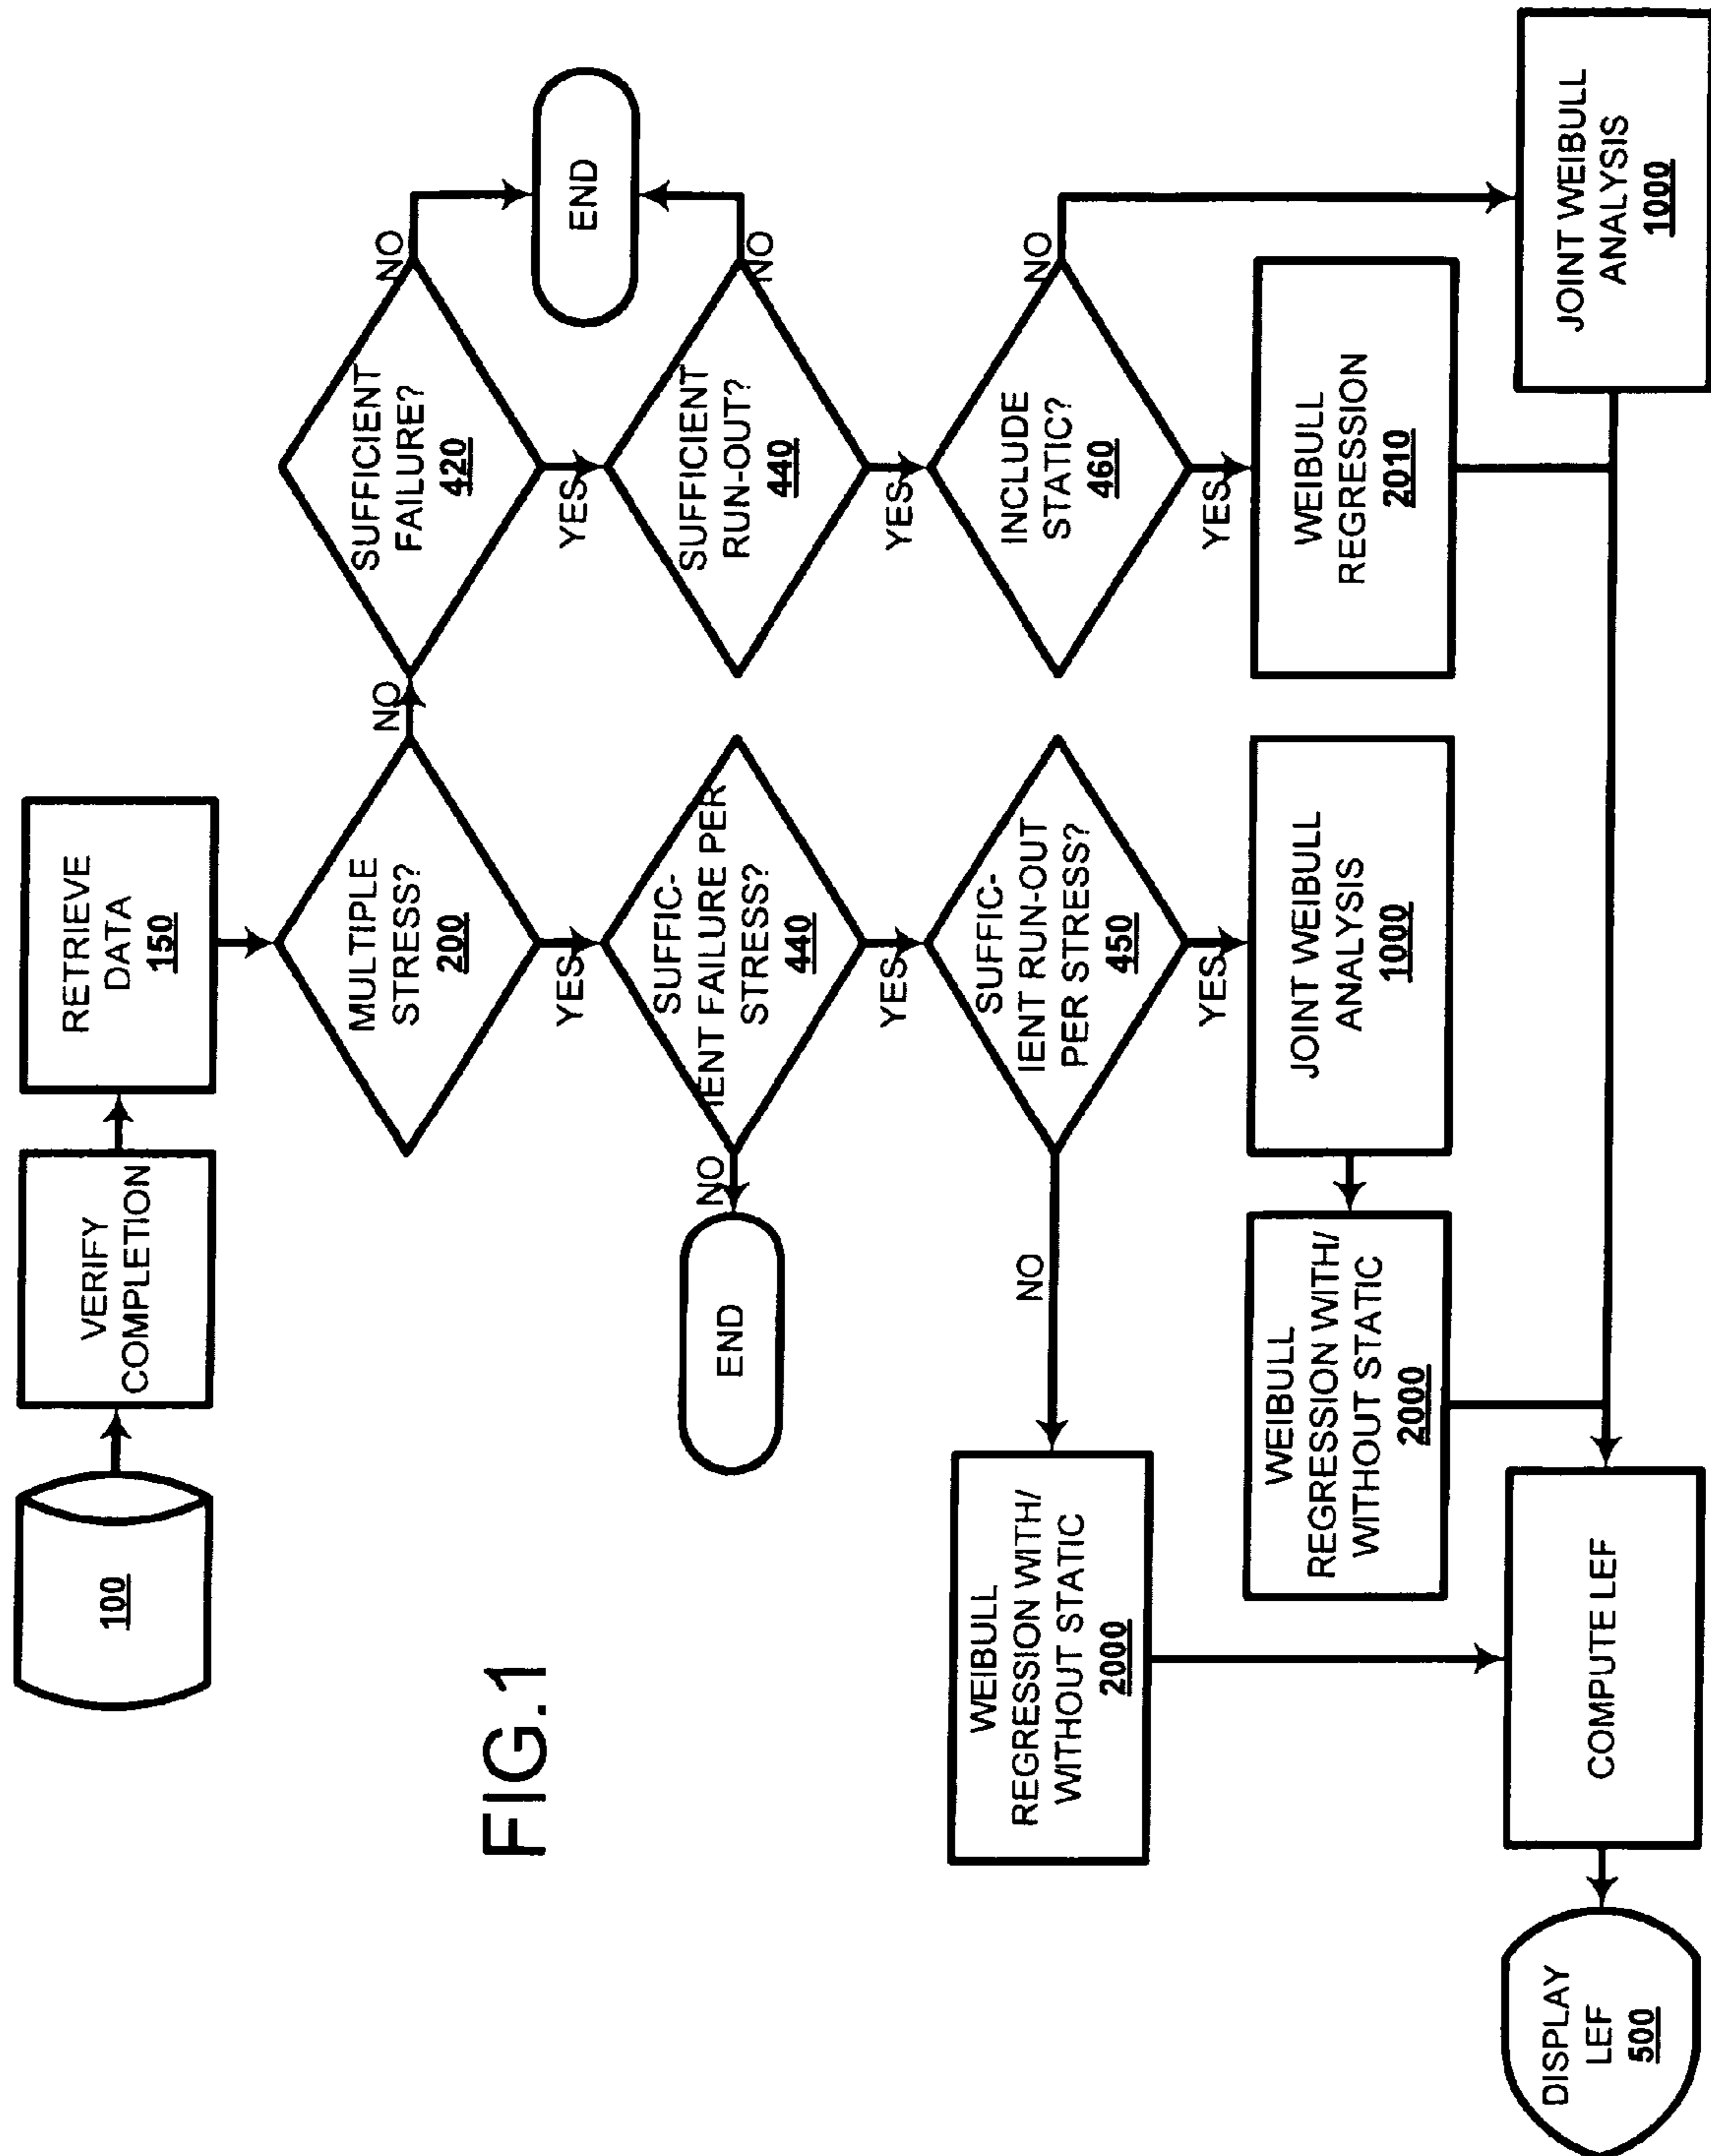 100
VERIFY
COMPLETION
RETRIEVE
DATA
150
MULTIPLE
STRESS?
200
NO
YES
SUFFICIENT
FAILURE?
420
NO
YES
END
SUFFIC-
IENT FAILURE PER
STRESS?
440
NO
YES
END
SUFFICIENT
RUN-OUT?
440
NO
YES
SUFFIC-
IENT RUN-OUT
PER STRESS?
450
NO
YES
INCLUDE
STATIC?
460
NO
YES
WEIBULL
REGRESSION WITH/
WITHOUT STATIC
2000
WEIBULL
REGRESSION WITH/
WITHOUT STATIC
2000
JOINT WEIBULL
ANALYSIS
1000
WEIBULL
REGRESSION
2010
JOINT WEIBULL
ANALYSIS
1000
COMPUTE LEF
DISPLAY
LEF
500
FIG.1